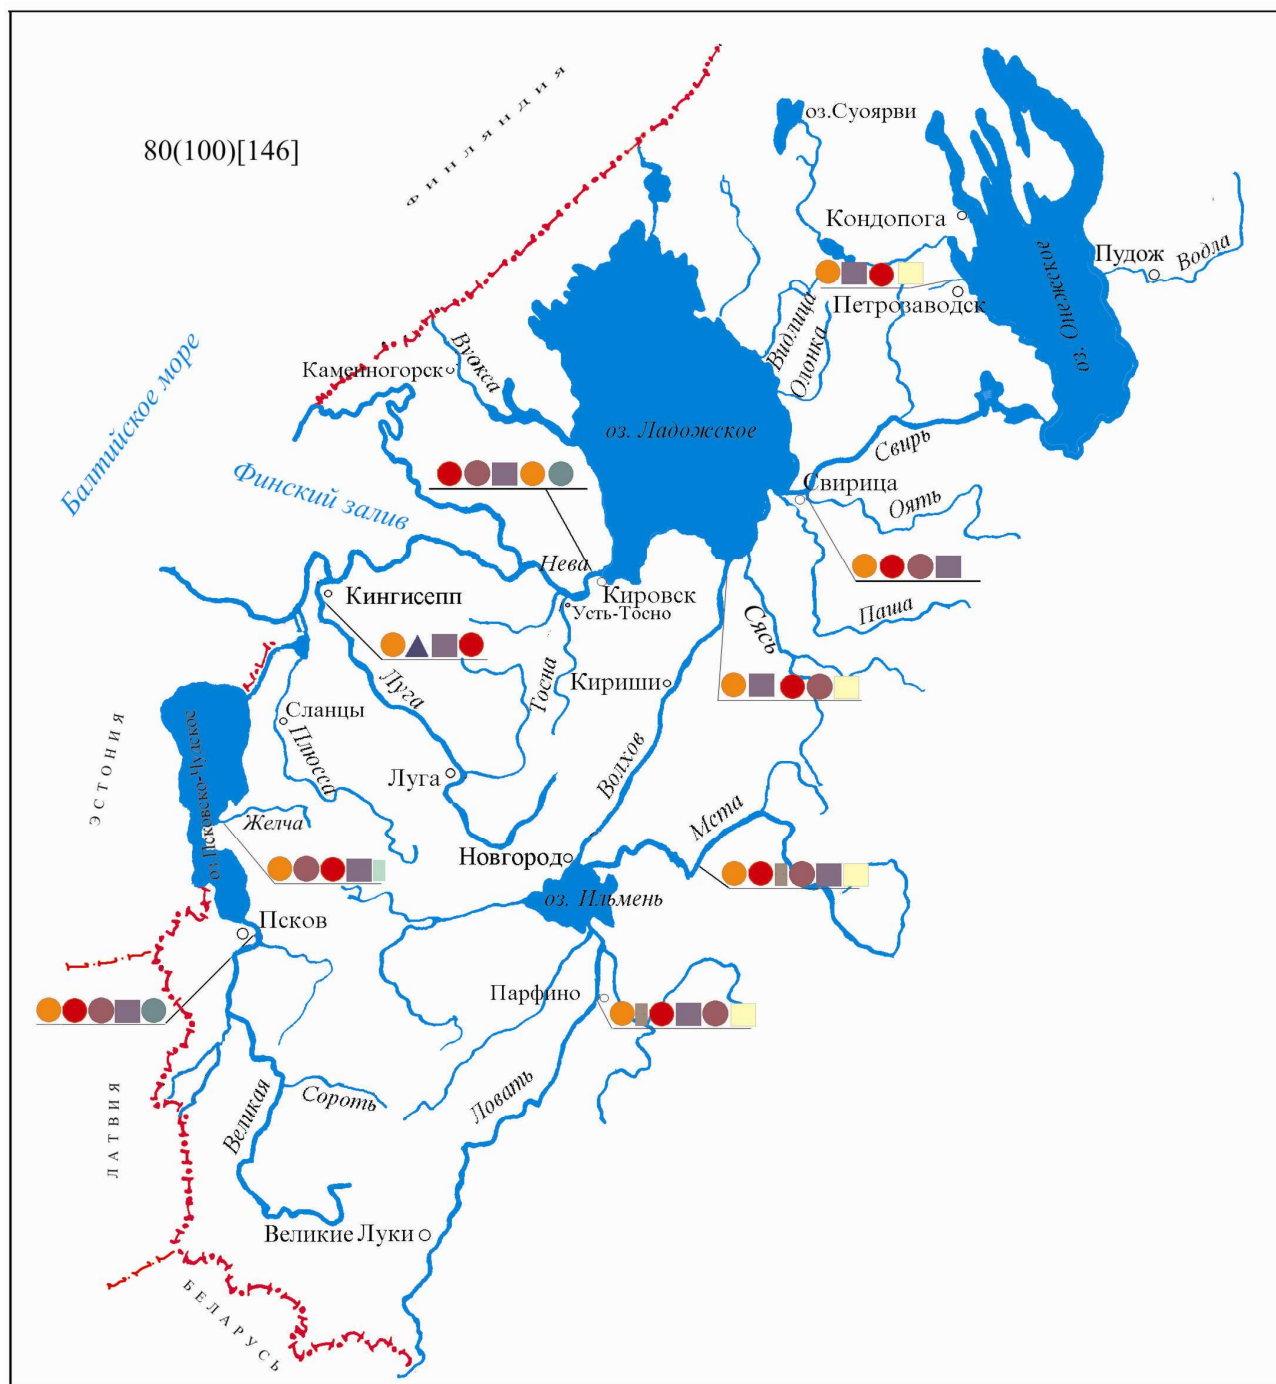 80(100)[146]
ФИНЛЯНДИЯ
оз.Суоярви
Кондопога
Пудож
Водла
оз. Онежское
Петрозаводск
Видлица
Олонка
Вуокса
Каменногорск
Балтийское море
оз. Ладожское
Свирь
Финский залив
Свирица
Оять
Нева
Кировск
Усть-Тосно
Кингисепп
Паша
Сясь
Тосна
Кириши
Луга
Сланцы
Плюсса
оз.Псковско-Чудское
ЭСТОНИЯ
Луга
Волхов
Желча
Мста
Новгород
оз. Ильмень
Псков
Парфино
Ловать
Великая
Сороть
ЛАТВИЯ
Великие Луки
БЕЛАРУСЬ